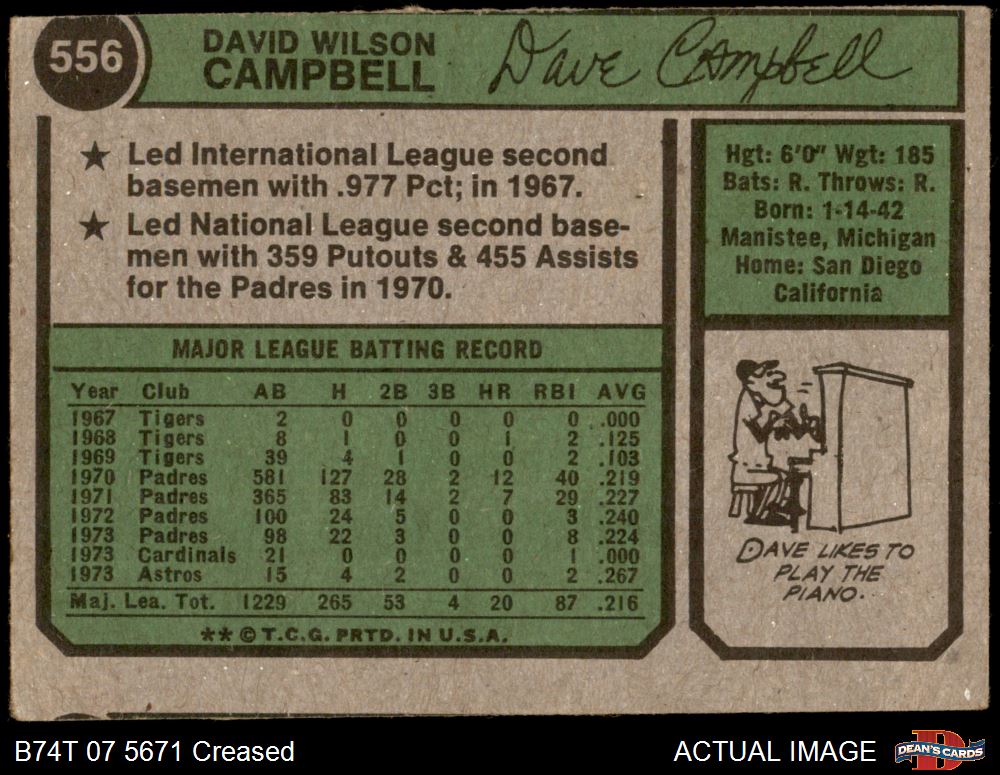 556
DAVID WILSON
CAMPBELL
Dave Campbell
★ Led International League second
basemen with .977 Pct; in 1967.
★ Led National League second base-
men with 359 Putouts & 455 Assists
for the Padres in 1970.
Hgt: 6'0" Wgt: 185
Bats: R. Throws: R.
Born: 1-14-42
Manistee, Michigan
Home: San Diego
California
MAJOR LEAGUE BATTING RECORD
Year Club AB H 2B 3B HR RBI AVG
1967 Tigers 2 0 0 0 0 0 .000
1968 Tigers 8 1 0 0 1 2 .125
1969 Tigers 39 4 1 0 0 2 .103
1970 Padres 581 127 28 2 12 40 .219
1971 Padres 365 83 14 2 7 29 .227
1972 Padres 100 24 5 0 0 3 .240
1973 Padres 98 22 3 0 0 8 .224
1973 Cardinals 21 0 0 0 0 1 .000
1973 Astros 15 4 2 0 0 2 .267
Maj. Lea. Tot. 1229 265 53 4 20 87 .216
** © T.C.G. PRTD. IN U.S.A.
DAVE LIKES TO
PLAY THE
PIANO.
B74T 07 5671 Creased
ACTUAL IMAGE
DEAN'S CARDS